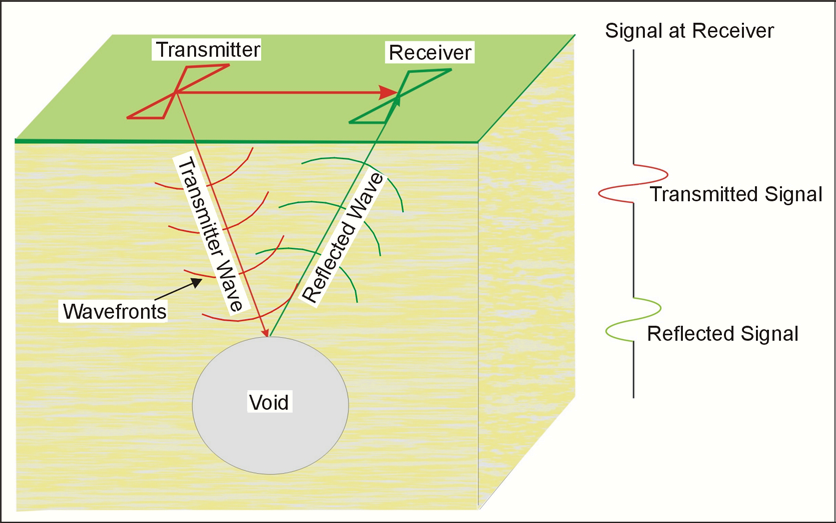 Transmitter
Receiver
Signal at Receiver
Transmitter Wave
Reflected Wave
Transmitted Signal
Wavefronts
Reflected Signal
Void